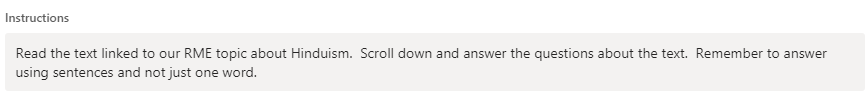 Instructions
Read the text linked to our RME topic about Hinduism.  Scroll down and answer the questions about the text.  Remember to answer
using sentences and not just one word.